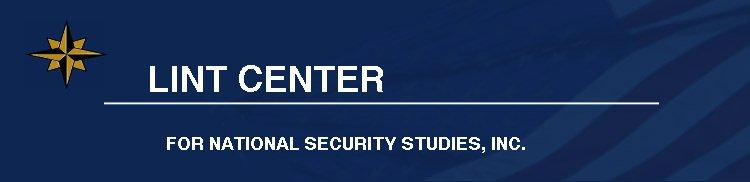 LINT CENTER
FOR NATIONAL SECURITY STUDIES, INC.